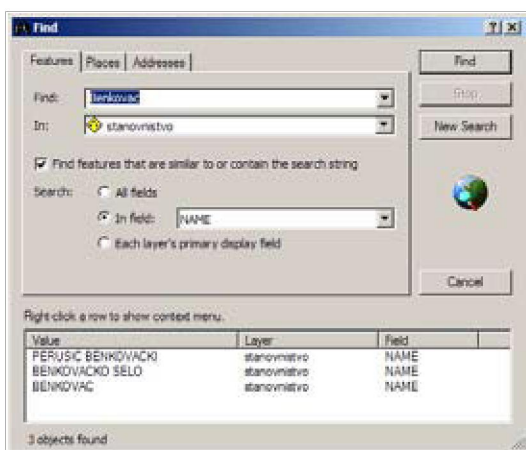 Find
Features Places Addresses
Find
Find: Benkovac
Stop
In: stanovnistvo
New Search
Find features that are similar to or contain the search string
Search: All fields
In field: NAME
Each layer's primary display field
Cancel
Right-click a row to show context menu.
Value Layer Field
PERUSIC BENKOVACKI stanovnistvo NAME
BENKOVACKO SELO stanovnistvo NAME
BENKOVAC stanovnistvo NAME
3 objects found